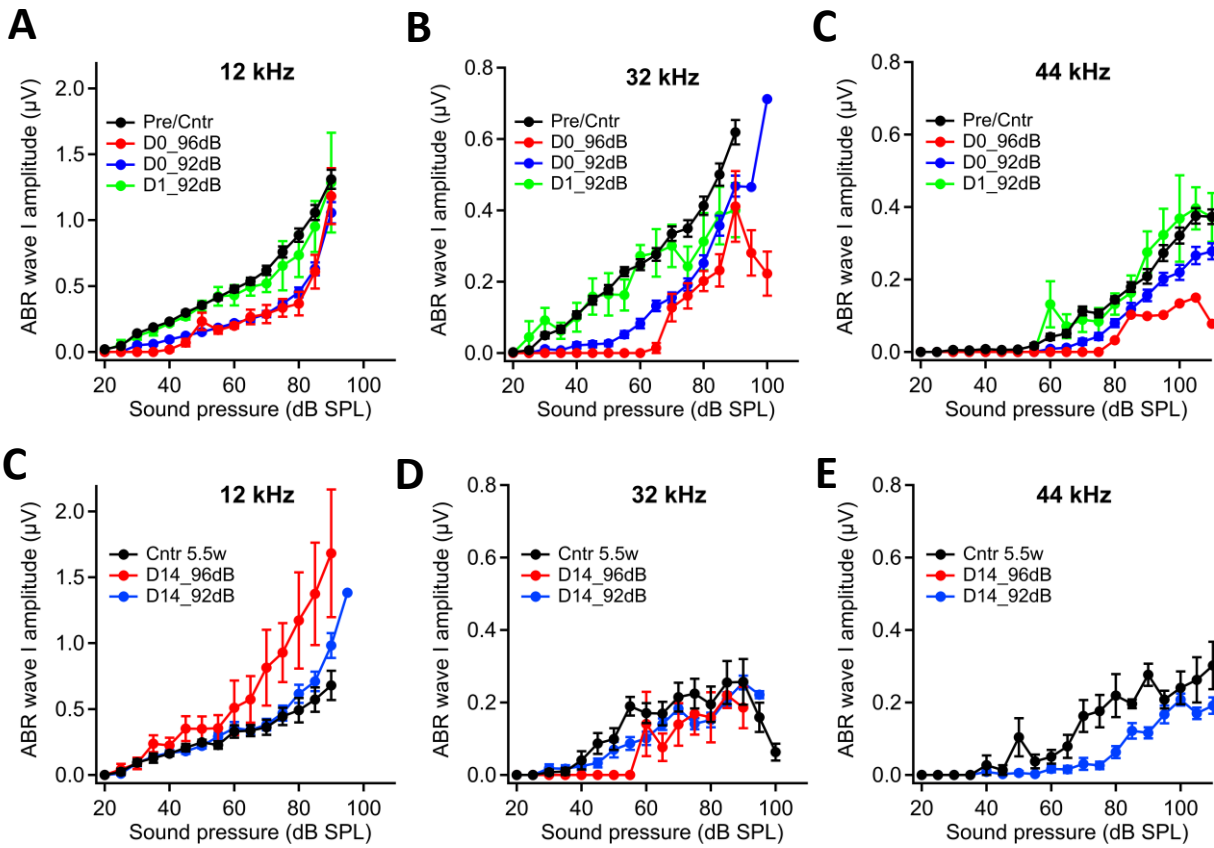 A
12 kHz
ABR wave I amplitude (µV)
2.0
1.5
1.0
0.5
0.0
Pre/Cntr
D0_96dB
D0_92dB
D1_92dB
20 40 60 80 100
Sound pressure (dB SPL)
B
32 kHz
ABR wave I amplitude (µV)
0.8
0.6
0.4
0.2
0.0
Pre/Cntr
D0_96dB
D0_92dB
D1_92dB
20 40 60 80 100
Sound pressure (dB SPL)
C
44 kHz
ABR wave I amplitude (µV)
0.8
0.6
0.4
0.2
0.0
Pre/Cntr
D0_96dB
D0_92dB
D1_92dB
20 40 60 80 100
Sound pressure (dB SPL)
C
12 kHz
ABR wave I amplitude (µV)
2.0
1.5
1.0
0.5
0.0
Cntr 5.5w
D14_96dB
D14_92dB
20 40 60 80 100
Sound pressure (dB SPL)
D
32 kHz
ABR wave I amplitude (µV)
0.8
0.6
0.4
0.2
0.0
Cntr 5.5w
D14_96dB
D14_92dB
20 40 60 80 100
Sound pressure (dB SPL)
E
44 kHz
ABR wave I amplitude (µV)
0.8
0.6
0.4
0.2
0.0
Cntr 5.5w
D14_96dB
D14_92dB
20 40 60 80 100
Sound pressure (dB SPL)